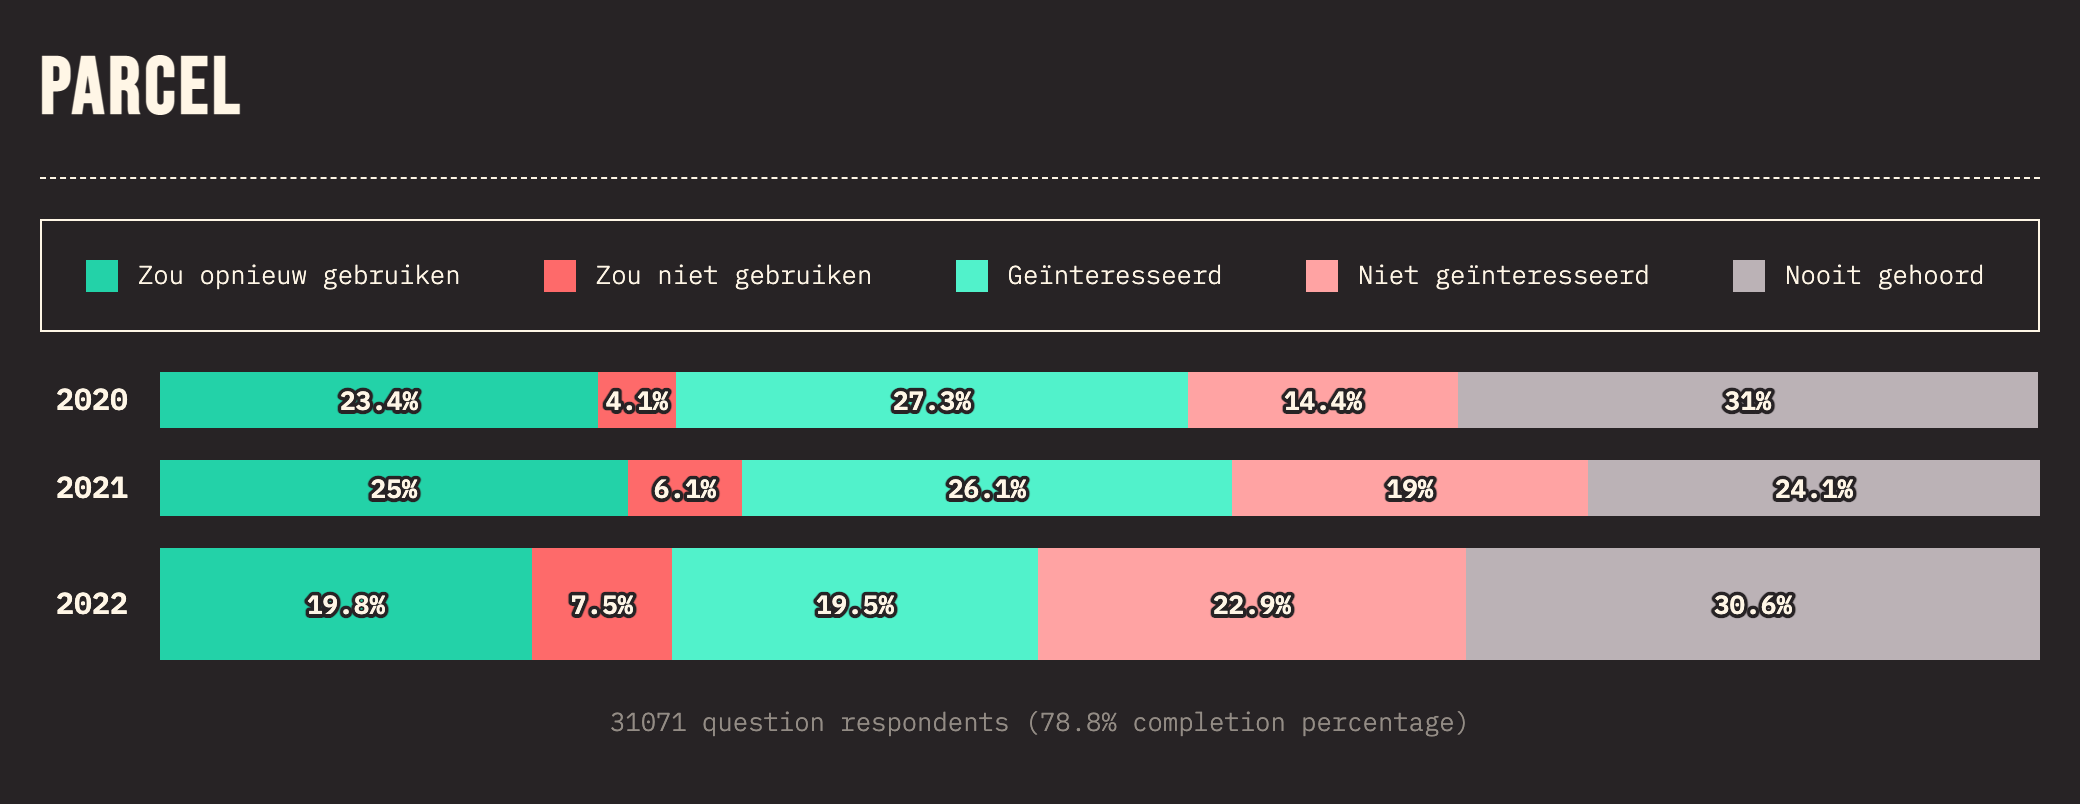 PARCEL
Zou opnieuw gebruiken Zou niet gebruiken Geïnteresseerd Niet geïnteresseerd Nooit gehoord
2020 23.4% 4.1% 27.3% 14.4% 31%
2021 25% 6.1% 26.1% 19% 24.1%
2022 19.8% 7.5% 19.5% 22.9% 30.6%
31071 question respondents (78.8% completion percentage)